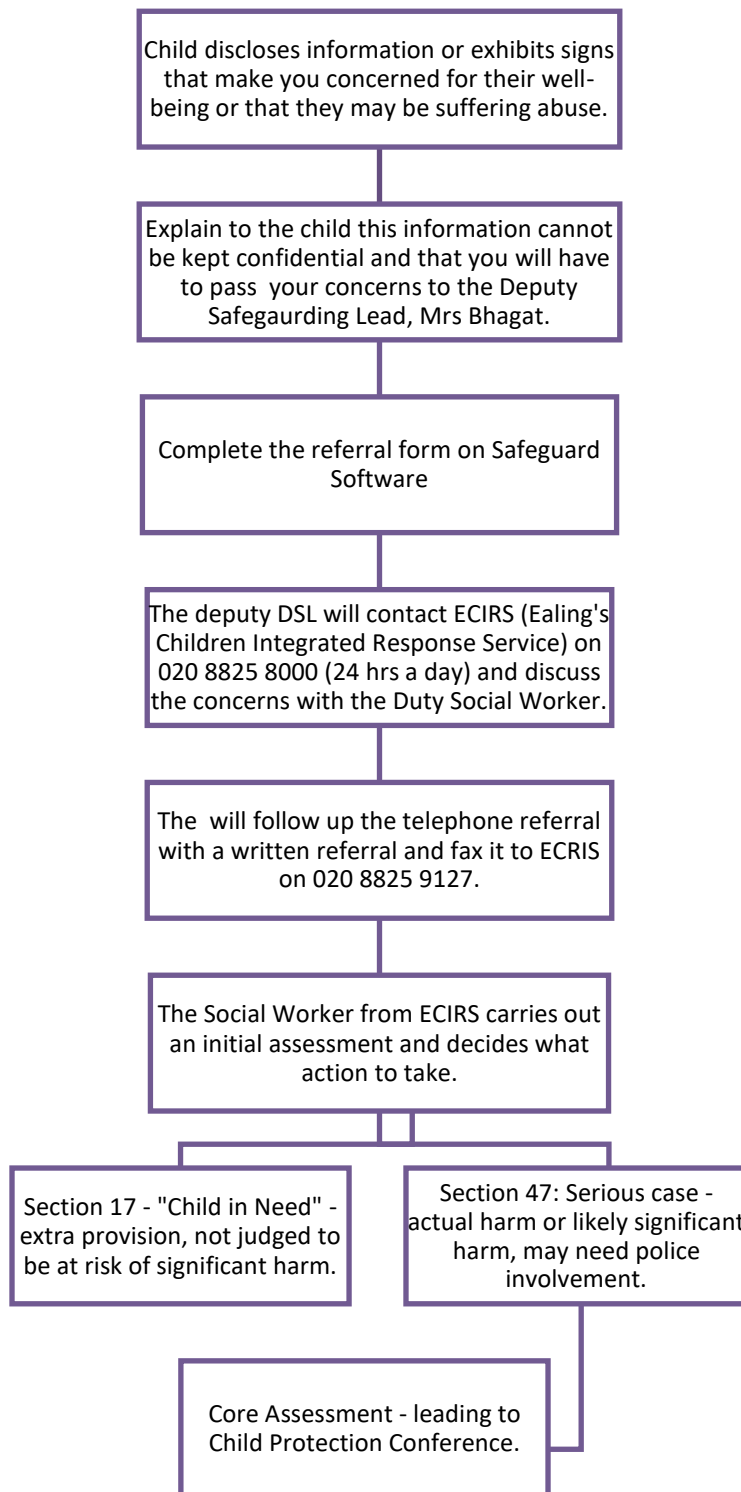 Child discloses information or exhibits signs
that make you concerned for their well-
being or that they may be suffering abuse.
Explain to the child this information cannot
be kept confidential and that you will have
to pass  your concerns to the Deputy
Safegaurding Lead, Mrs Bhagat.
Complete the referral form on Safeguard
Software
The deputy DSL will contact ECIRS (Ealing's
Children Integrated Response Service) on
020 8825 8000 (24 hrs a day) and discuss
the concerns with the Duty Social Worker.
The  will follow up the telephone referral
with a written referral and fax it to ECRIS
on 020 8825 9127.
The Social Worker from ECIRS carries out
an initial assessment and decides what
action to take.
Section 17 - "Child in Need" -
extra provision, not judged to
be at risk of significant harm.
Section 47: Serious case -
actual harm or likely significant
harm, may need police
involvement.
Core Assessment - leading to
Child Protection Conference.